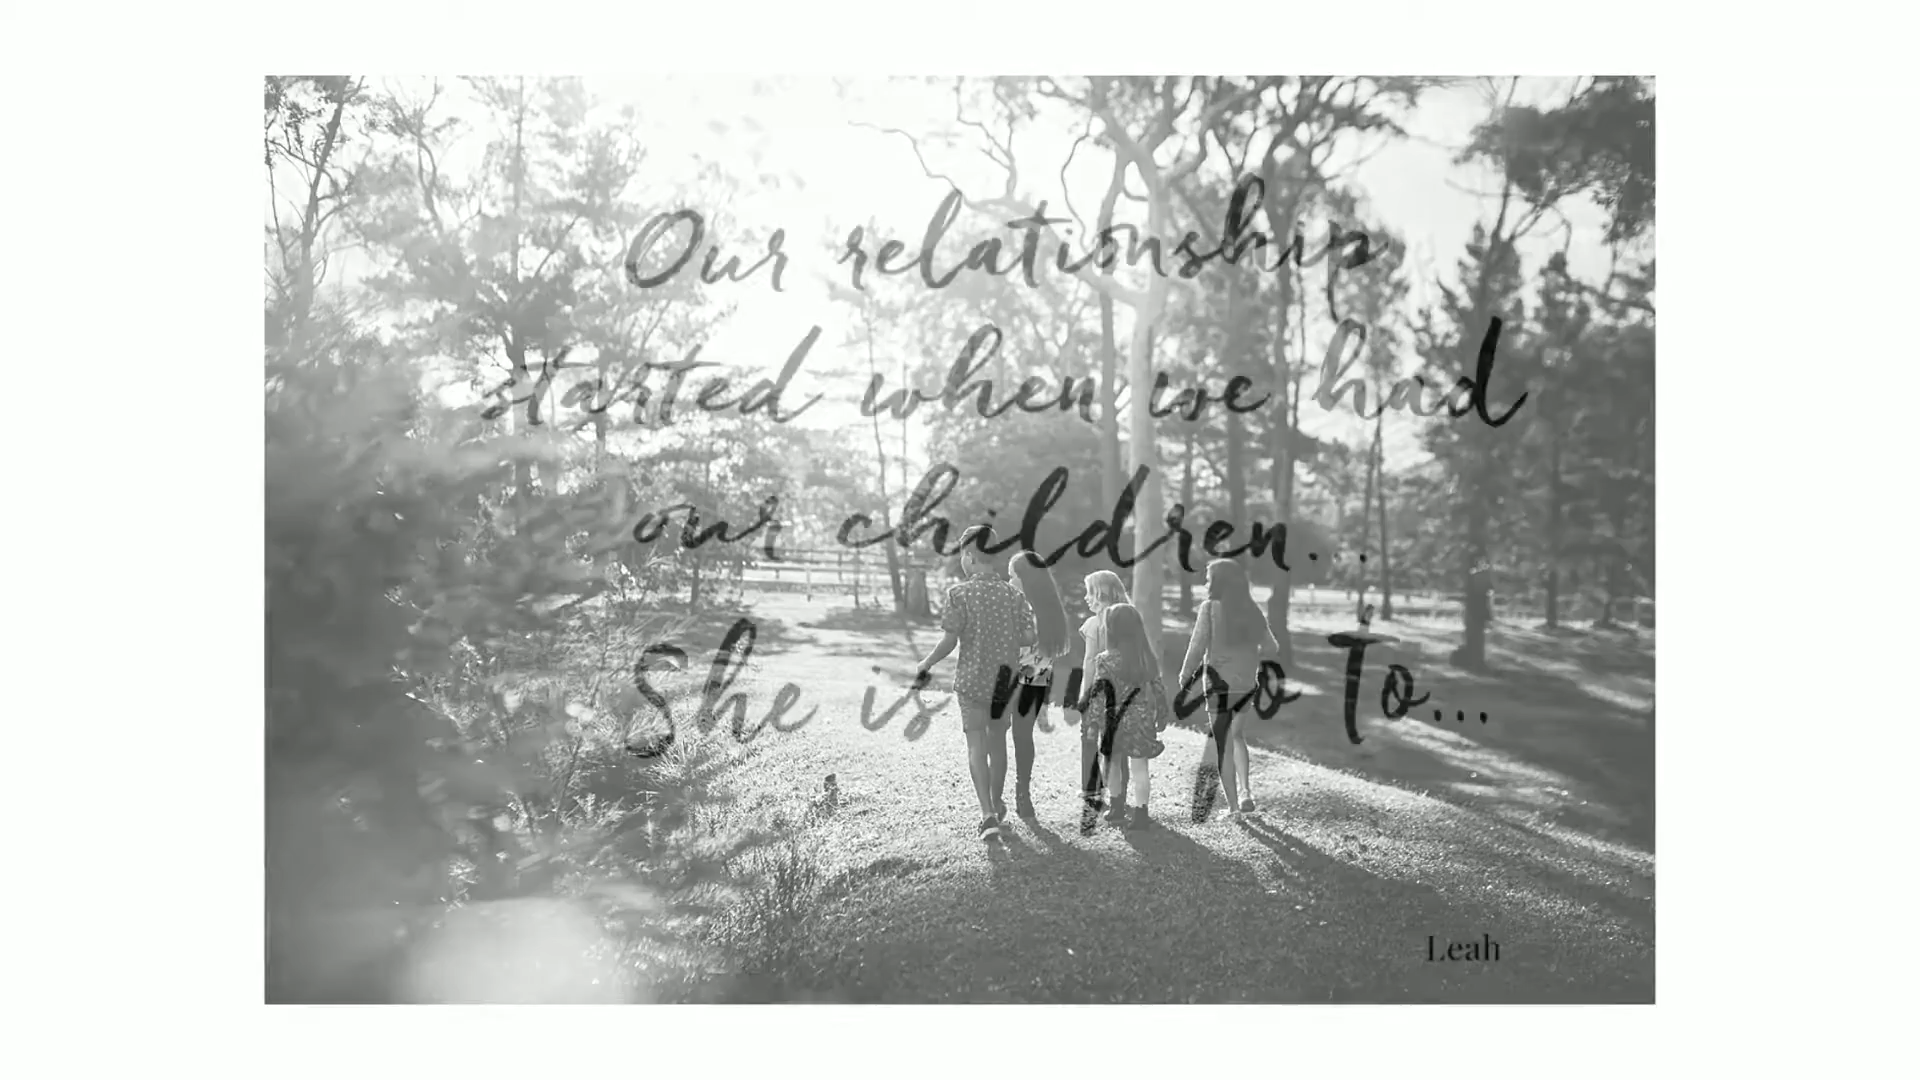 Our relationship
started when we had
our children...
She is my go to...
Leah